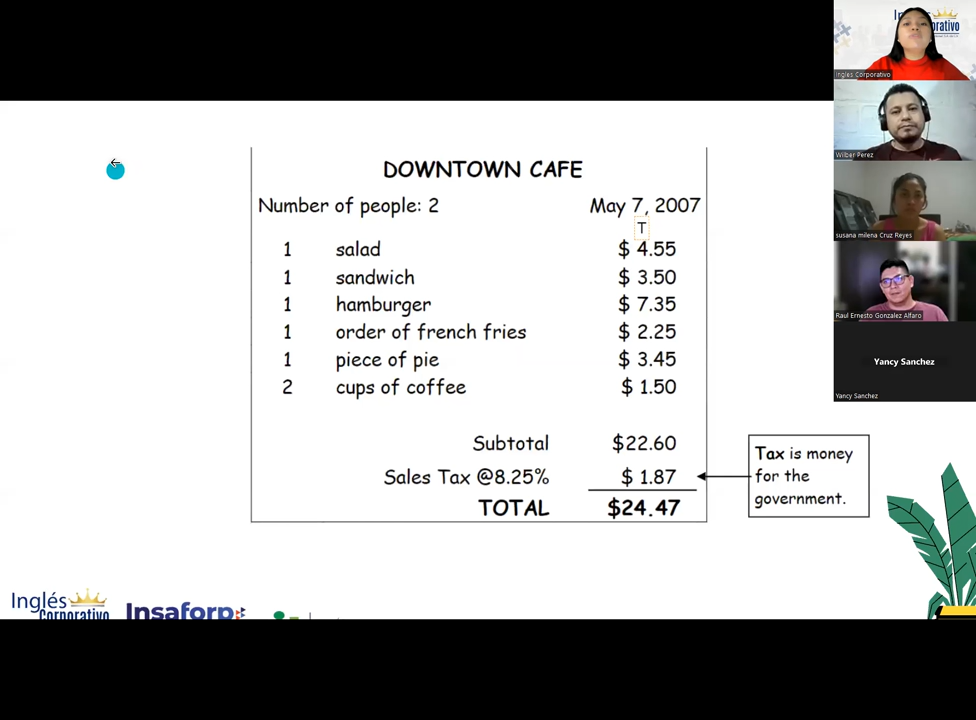 DOWNTOWN CAFE
Number of people: 2 May 7, 2007
T
1 salad $ 4.55
1 sandwich $ 3.50
1 hamburger $ 7.35
1 order of french fries $ 2.25
1 piece of pie $ 3.45
2 cups of coffee $ 1.50
Subtotal $22.60
Sales Tax @8.25% $ 1.87
TOTAL $24.47
Tax is money
for the
government.
Inglés
Corporativo
Insaforp
Ingles Corporativo
Wilber Perez
susana milena Cruz Reyes
Raul Ernesto Gonzalez Alfaro
Yancy Sanchez
Yancy Sanchez